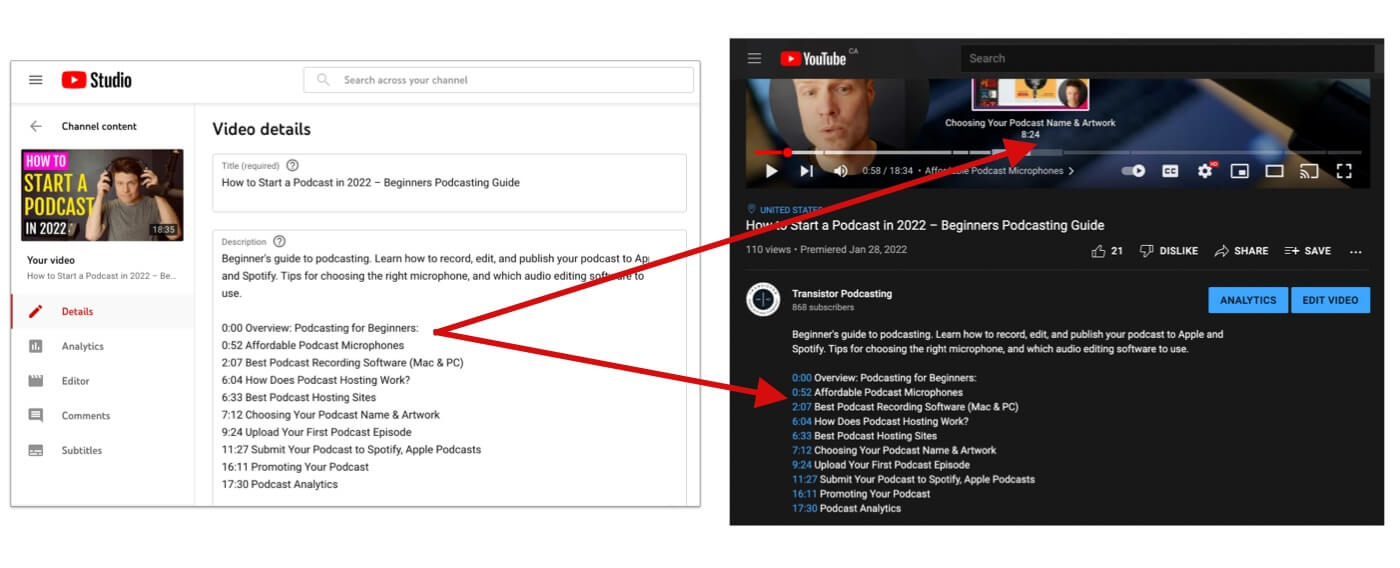 Studio
Search across your channel
Channel content
HOW TO
START A
PODCAST
IN 2022
18:35
Your video
How to Start a Podcast in 2022 – Be...
Details
Analytics
Editor
Comments
Subtitles
Video details
Title (required)
How to Start a Podcast in 2022 – Beginners Podcasting Guide
Description
Beginner's guide to podcasting. Learn how to record, edit, and publish your podcast to
and Spotify. Tips for choosing the right microphone, and which audio editing software to
use.
0:00 Overview: Podcasting for Beginners:
0:52 Affordable Podcast Microphones
2:07 Best Podcast Recording Software (Mac & PC)
6:04 How Does Podcast Hosting Work?
6:33 Best Podcast Hosting Sites
7:12 Choosing Your Podcast Name & Artwork
9:24 Upload Your First Podcast Episode
11:27 Submit Your Podcast to Spotify, Apple Podcasts
16:11 Promoting Your Podcast
17:30 Podcast Analytics
YouTube CA
Search
Choosing Your Podcast Name & Artwork
8:24
0:58 / 18:34 • Affordable Podcast Microphones
CC
HD
UNITED STATES
How to Start a Podcast in 2022 – Beginners Podcasting Guide
110 views • Premiered Jan 28, 2022
21
DISLIKE
SHARE
SAVE
Transistor Podcasting
868 subscribers
ANALYTICS
EDIT VIDEO
Beginner's guide to podcasting. Learn how to record, edit, and publish your podcast to Apple and
Spotify. Tips for choosing the right microphone, and which audio editing software to use.
0:00 Overview: Podcasting for Beginners:
0:52 Affordable Podcast Microphones
2:07 Best Podcast Recording Software (Mac & PC)
6:04 How Does Podcast Hosting Work?
6:33 Best Podcast Hosting Sites
7:12 Choosing Your Podcast Name & Artwork
9:24 Upload Your First Podcast Episode
11:27 Submit Your Podcast to Spotify, Apple Podcasts
16:11 Promoting Your Podcast
17:30 Podcast Analytics